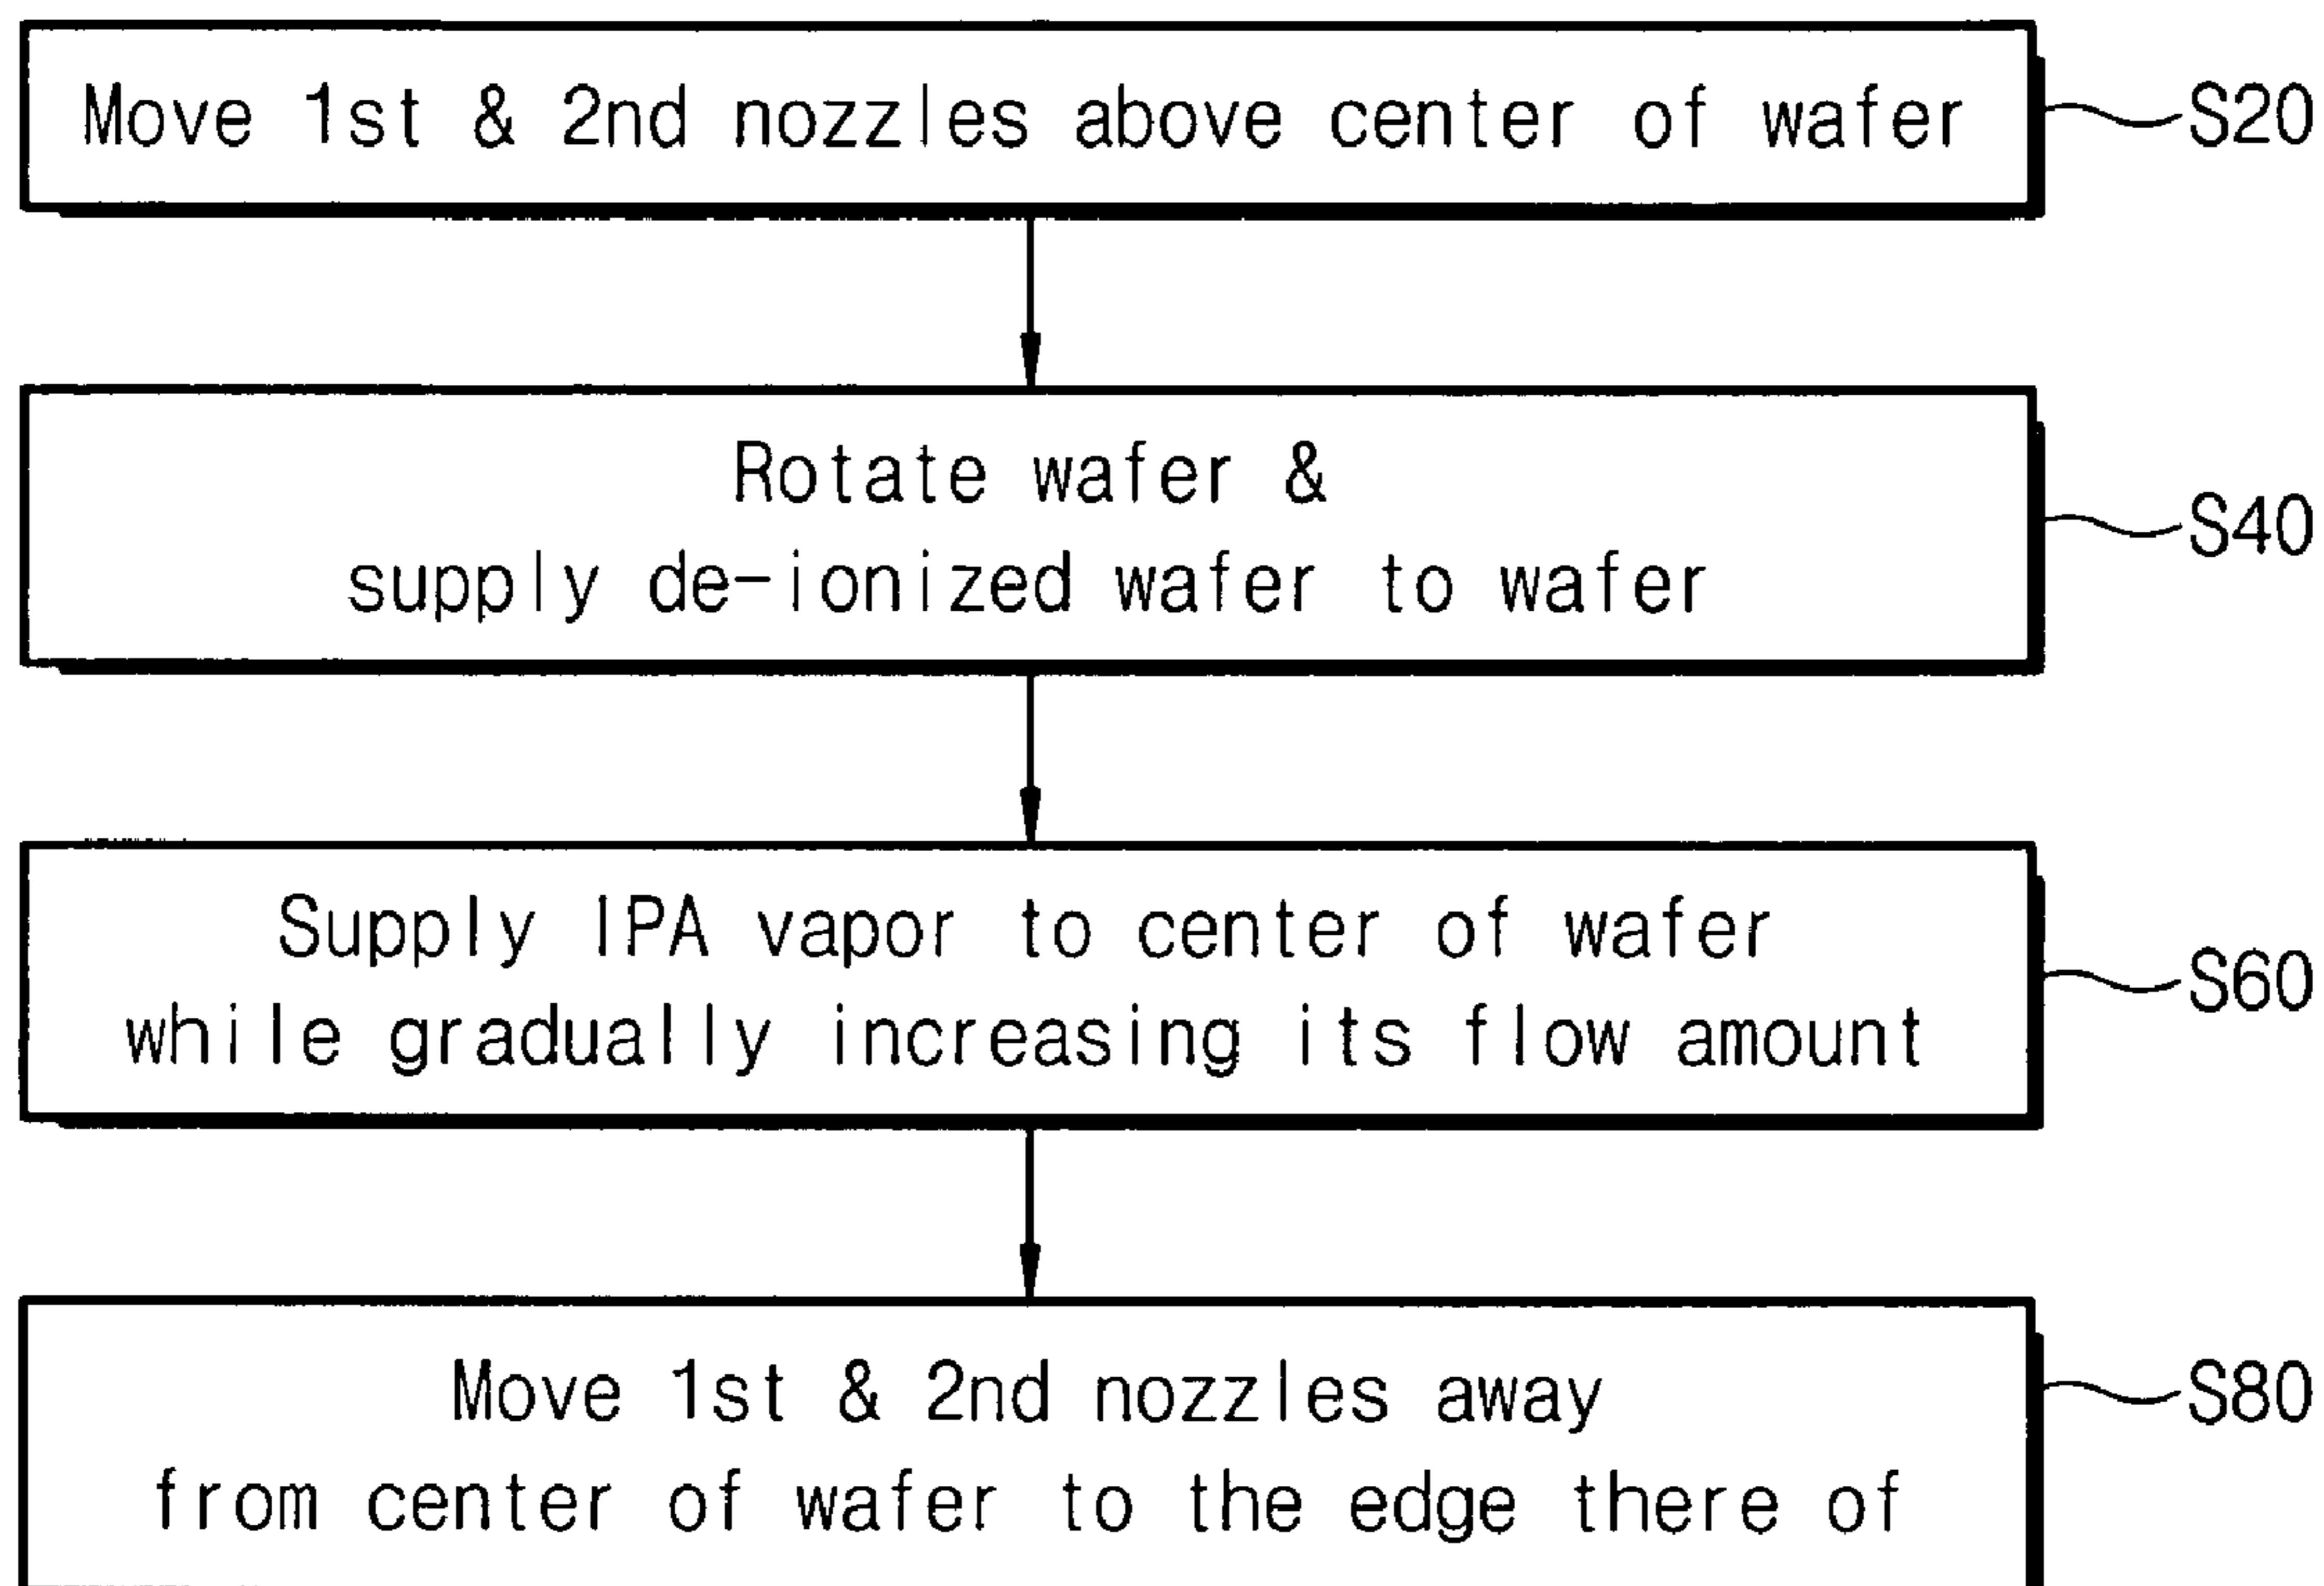 Move 1st & 2nd nozzles above center of wafer
S20
Rotate wafer &
supply de-ionized wafer to wafer
S40
Supply IPA vapor to center of wafer
while gradually increasing its flow amount
S60
Move 1st & 2nd nozzles away
from center of wafer to the edge there of
S80